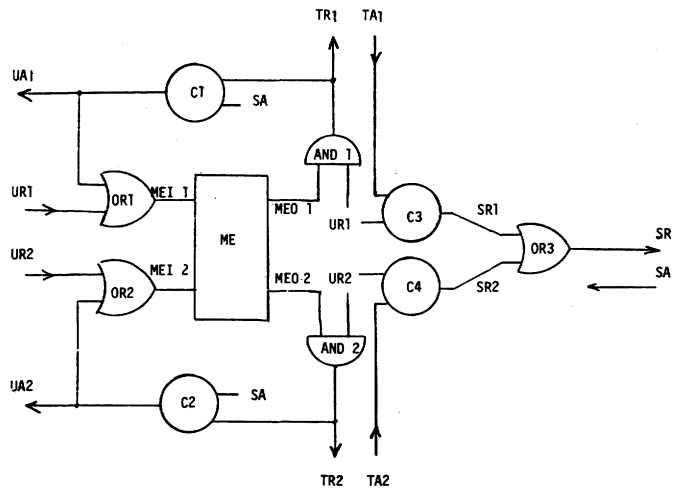 TR1 TA1
UA1
C1
SA
AND 1
UR1 OR1 MEI 1
ME
MEO 1
UR1
C3
SR1
SR
OR3
UR2 OR2 MEI 2
MEO 2
UR2
C4
SR2
SA
AND 2
UA2
C2
SA
TR2 TA2